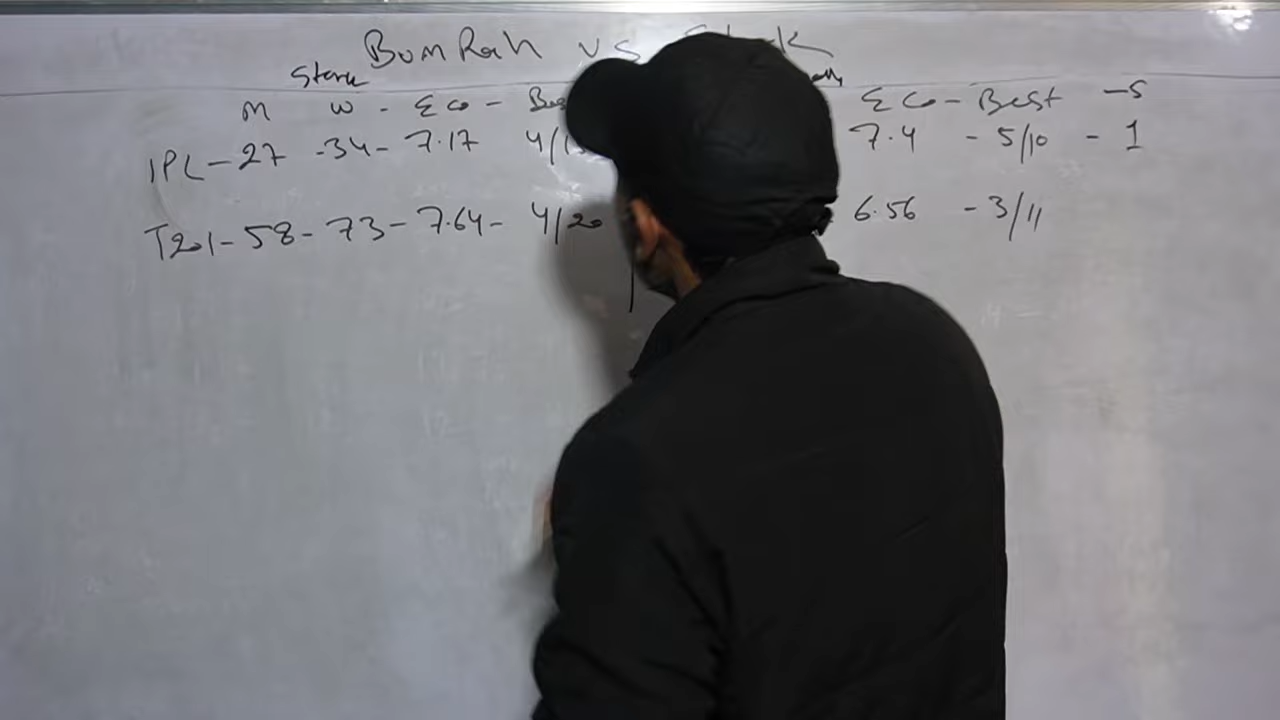 BumRah vs
Starc
M W - Eco - Eco - Best - 5
IPL - 27 - 34 - 7.17 7.4 - 5/10 - 1
T20I - 58 - 73 - 7.64 - 4/20 6.56 - 3/11